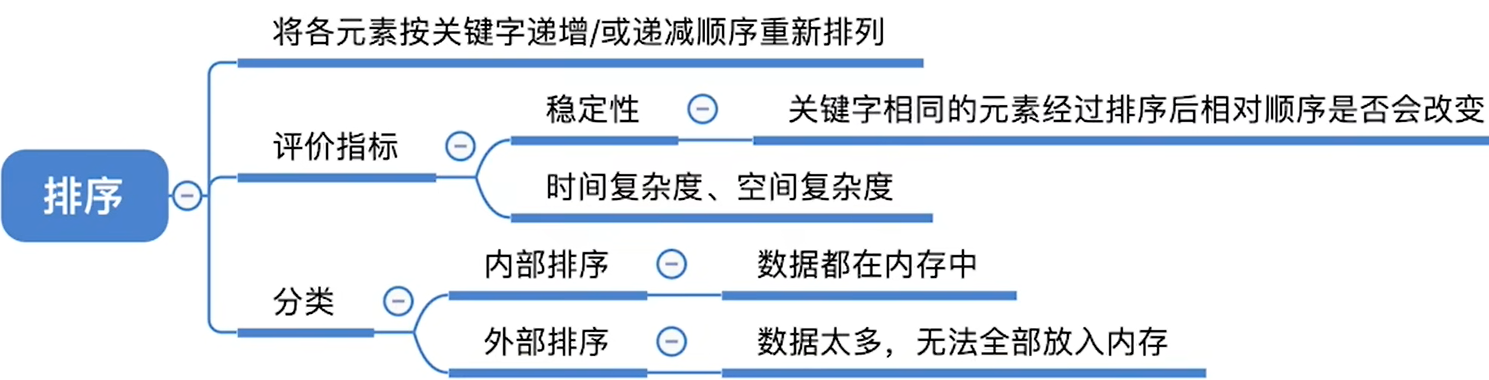 排序
将各元素按关键字递增/或递减顺序重新排列
评价指标
稳定性
关键字相同的元素经过排序后相对顺序是否会改变
时间复杂度、空间复杂度
分类
内部排序
数据都在内存中
外部排序
数据太多，无法全部放入内存